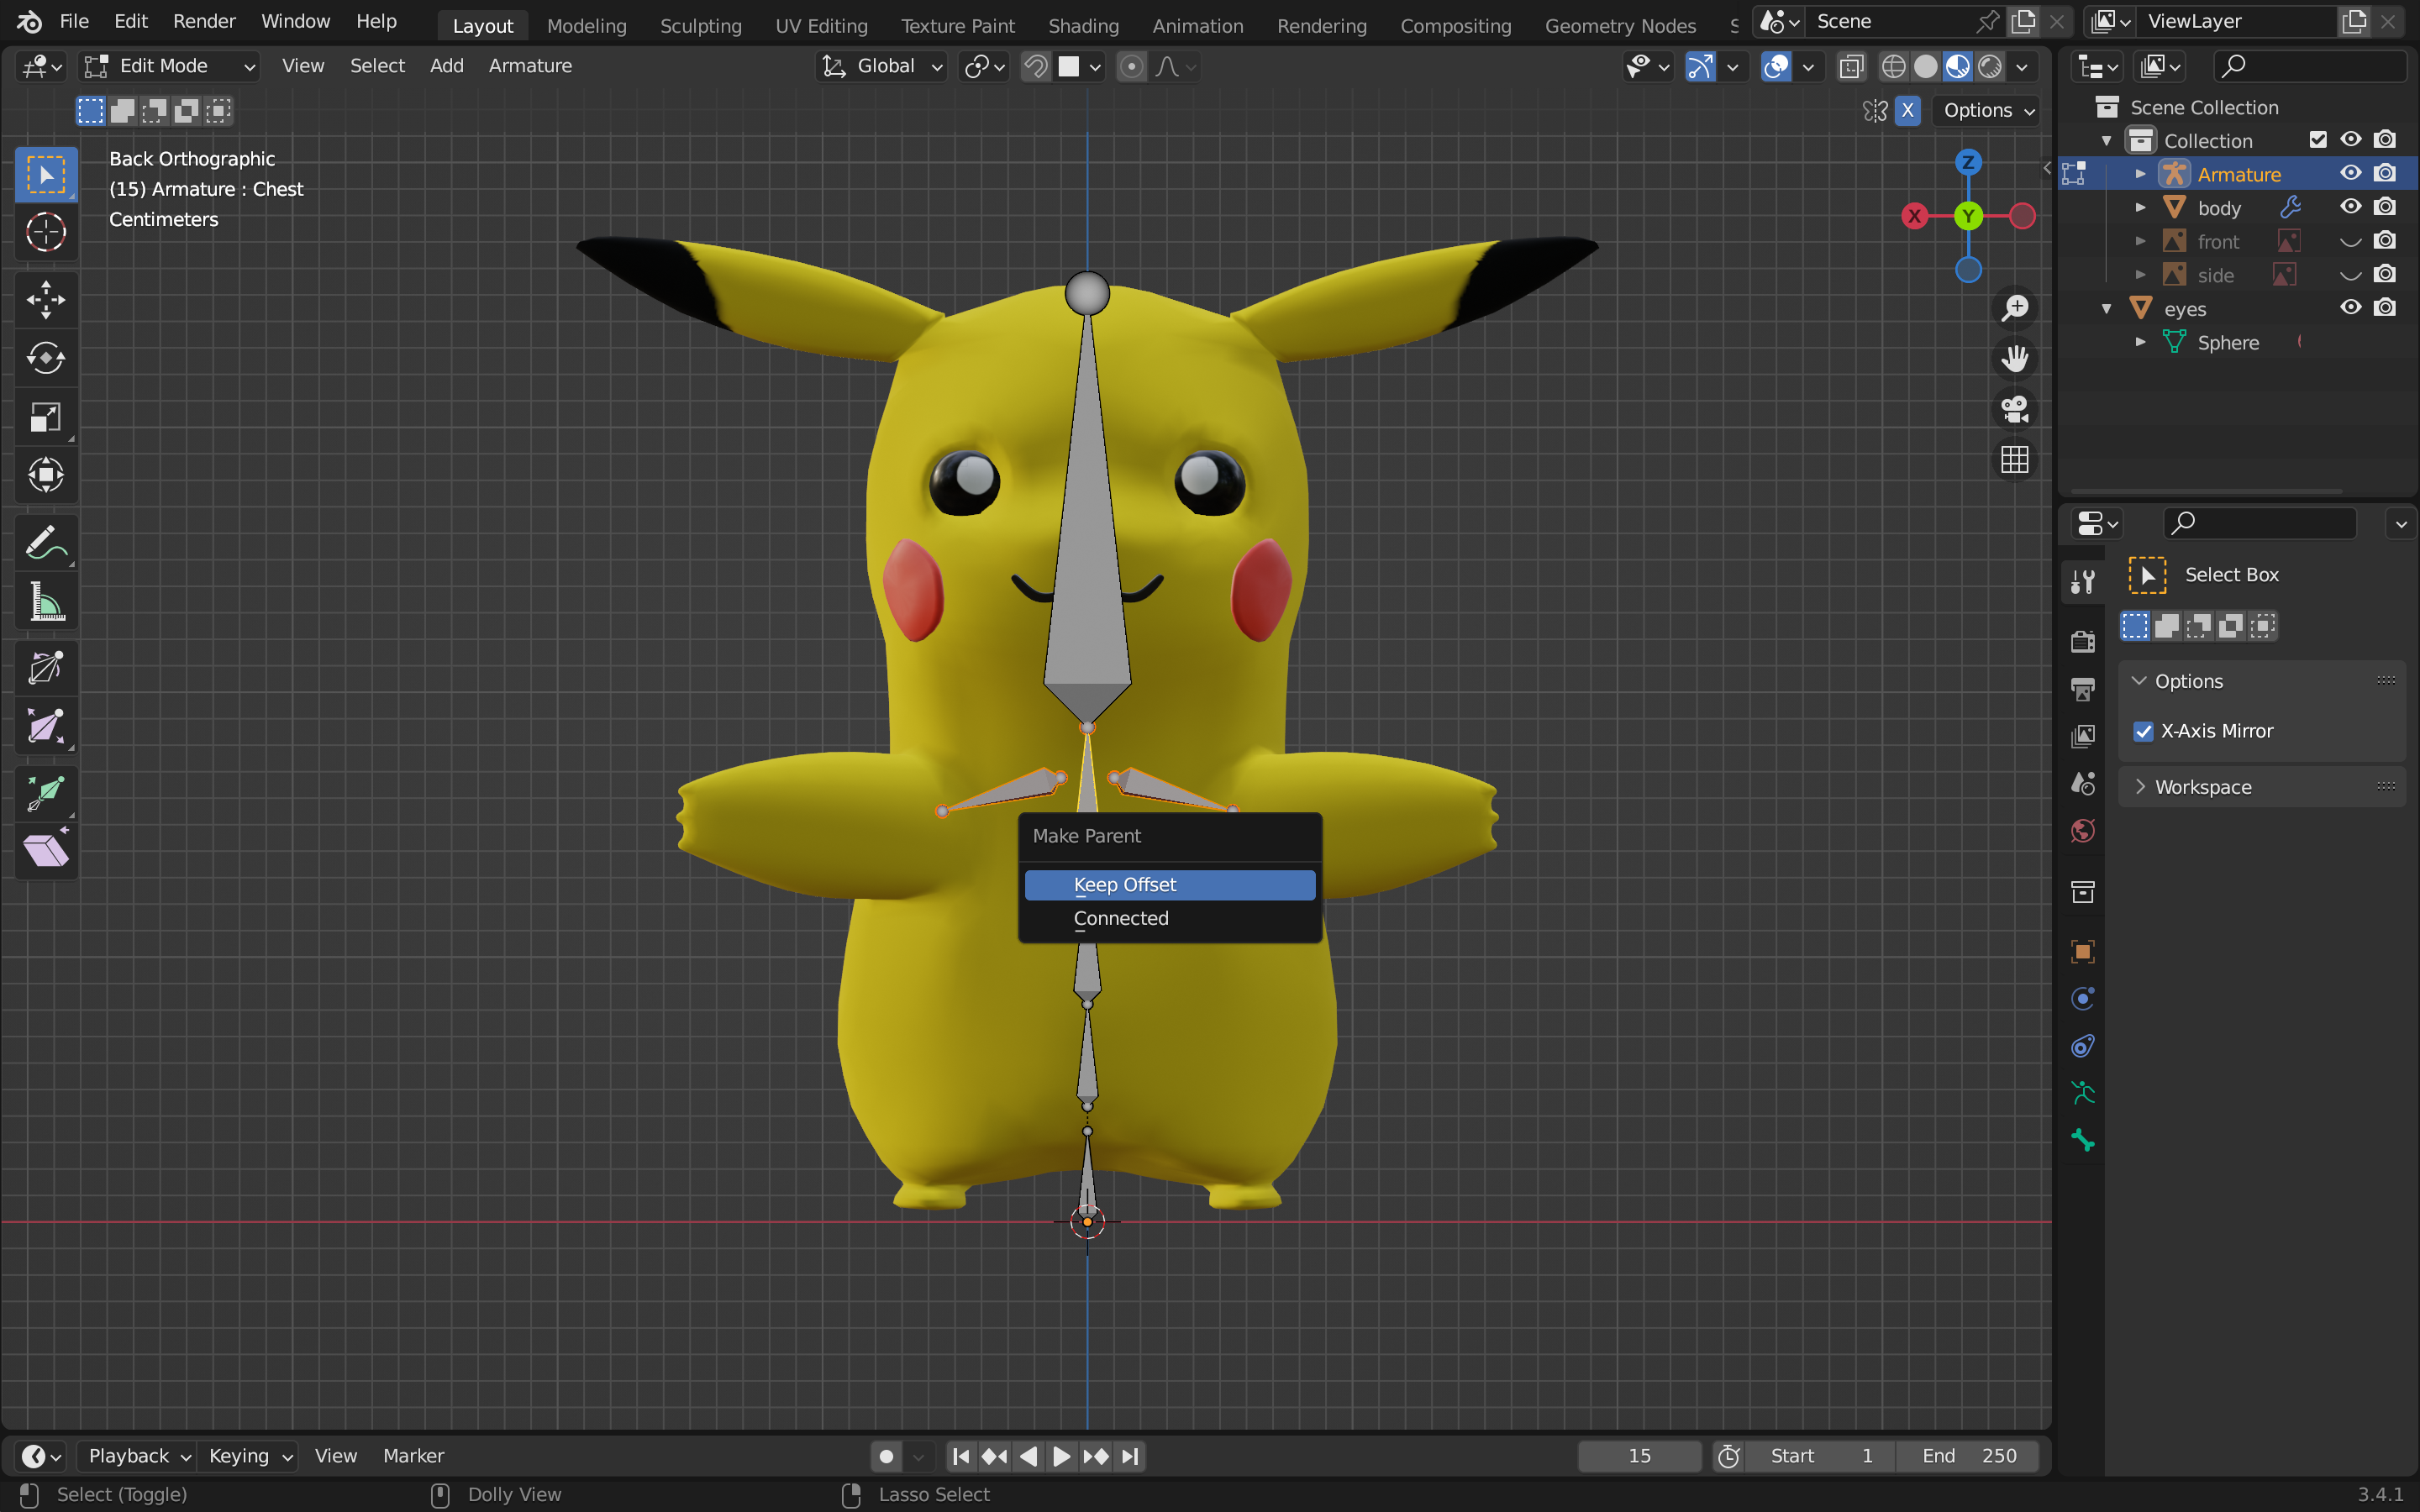 File Edit Render Window Help Layout Modeling Sculpting UV Editing Texture Paint Shading Animation Rendering Compositing Geometry Nodes Scene ViewLayer
Edit Mode View Select Add Armature Global
X Options
Back Orthographic
(15) Armature : Chest
Centimeters
Z
X Y
Make Parent
Keep Offset
Connected
Scene Collection
Collection
Armature
body
front
side
eyes
Sphere
Select Box
Options
X-Axis Mirror
Workspace
Playback Keying View Marker 15 Start 1 End 250
Select (Toggle) Dolly View Lasso Select 3.4.1